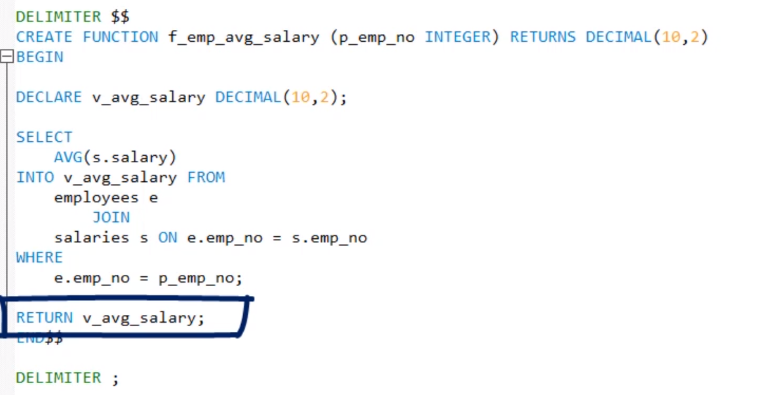 DELIMITER $$
CREATE FUNCTION f_emp_avg_salary (p_emp_no INTEGER) RETURNS DECIMAL(10,2)
BEGIN
DECLARE v_avg_salary DECIMAL(10,2);
SELECT
AVG(s.salary)
INTO v_avg_salary FROM
employees e
JOIN
salaries s ON e.emp_no = s.emp_no
WHERE
e.emp_no = p_emp_no;
RETURN v_avg_salary;
END$$
DELIMITER ;